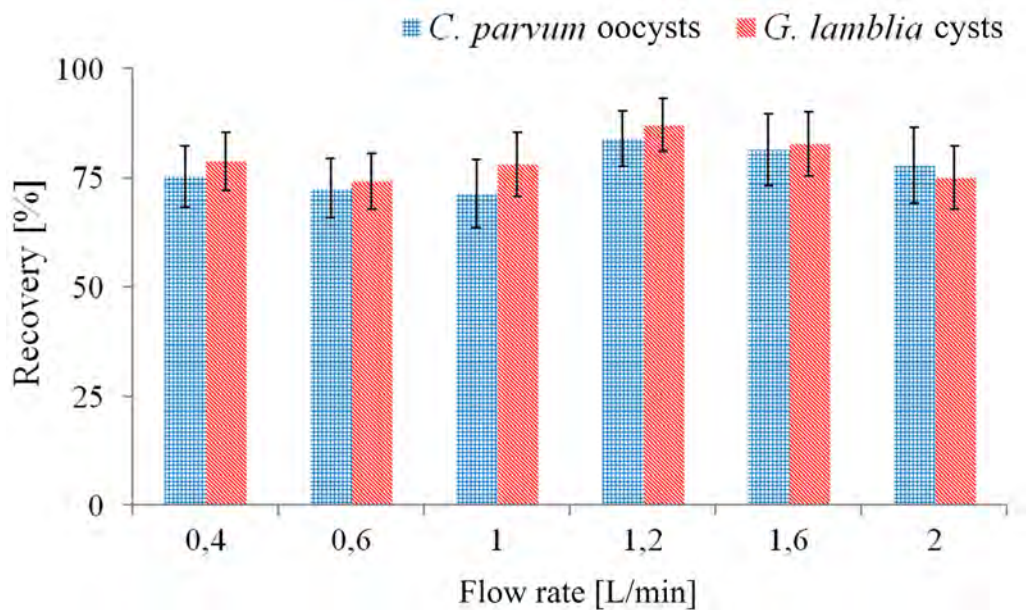 C. parvum oocysts G. lamblia cysts
100
75
50
25
0
Recovery [%]
0,4 0,6 1 1,2 1,6 2
Flow rate [L/min]